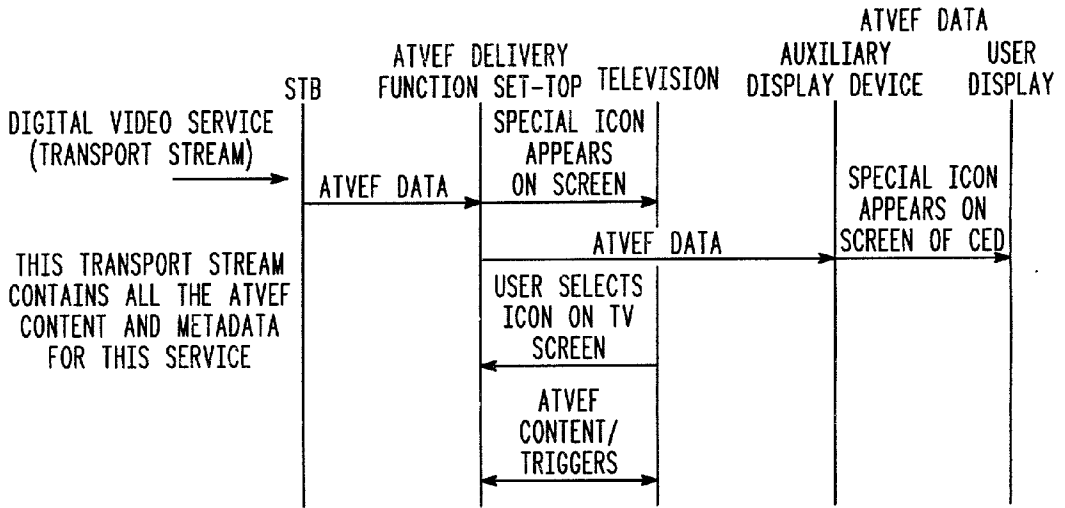 ATVEF DATA
STB
ATVEF DELIVERY
FUNCTION SET-TOP
TELEVISION
AUXILIARY
DISPLAY DEVICE
USER
DISPLAY
DIGITAL VIDEO SERVICE
(TRANSPORT STREAM)
ATVEF DATA
SPECIAL ICON
APPEARS
ON SCREEN
ATVEF DATA
SPECIAL ICON
APPEARS ON
SCREEN OF CED
THIS TRANSPORT STREAM
CONTAINS ALL THE ATVEF
CONTENT AND METADATA
FOR THIS SERVICE
USER SELECTS
ICON ON TV
SCREEN
ATVEF
CONTENT/
TRIGGERS